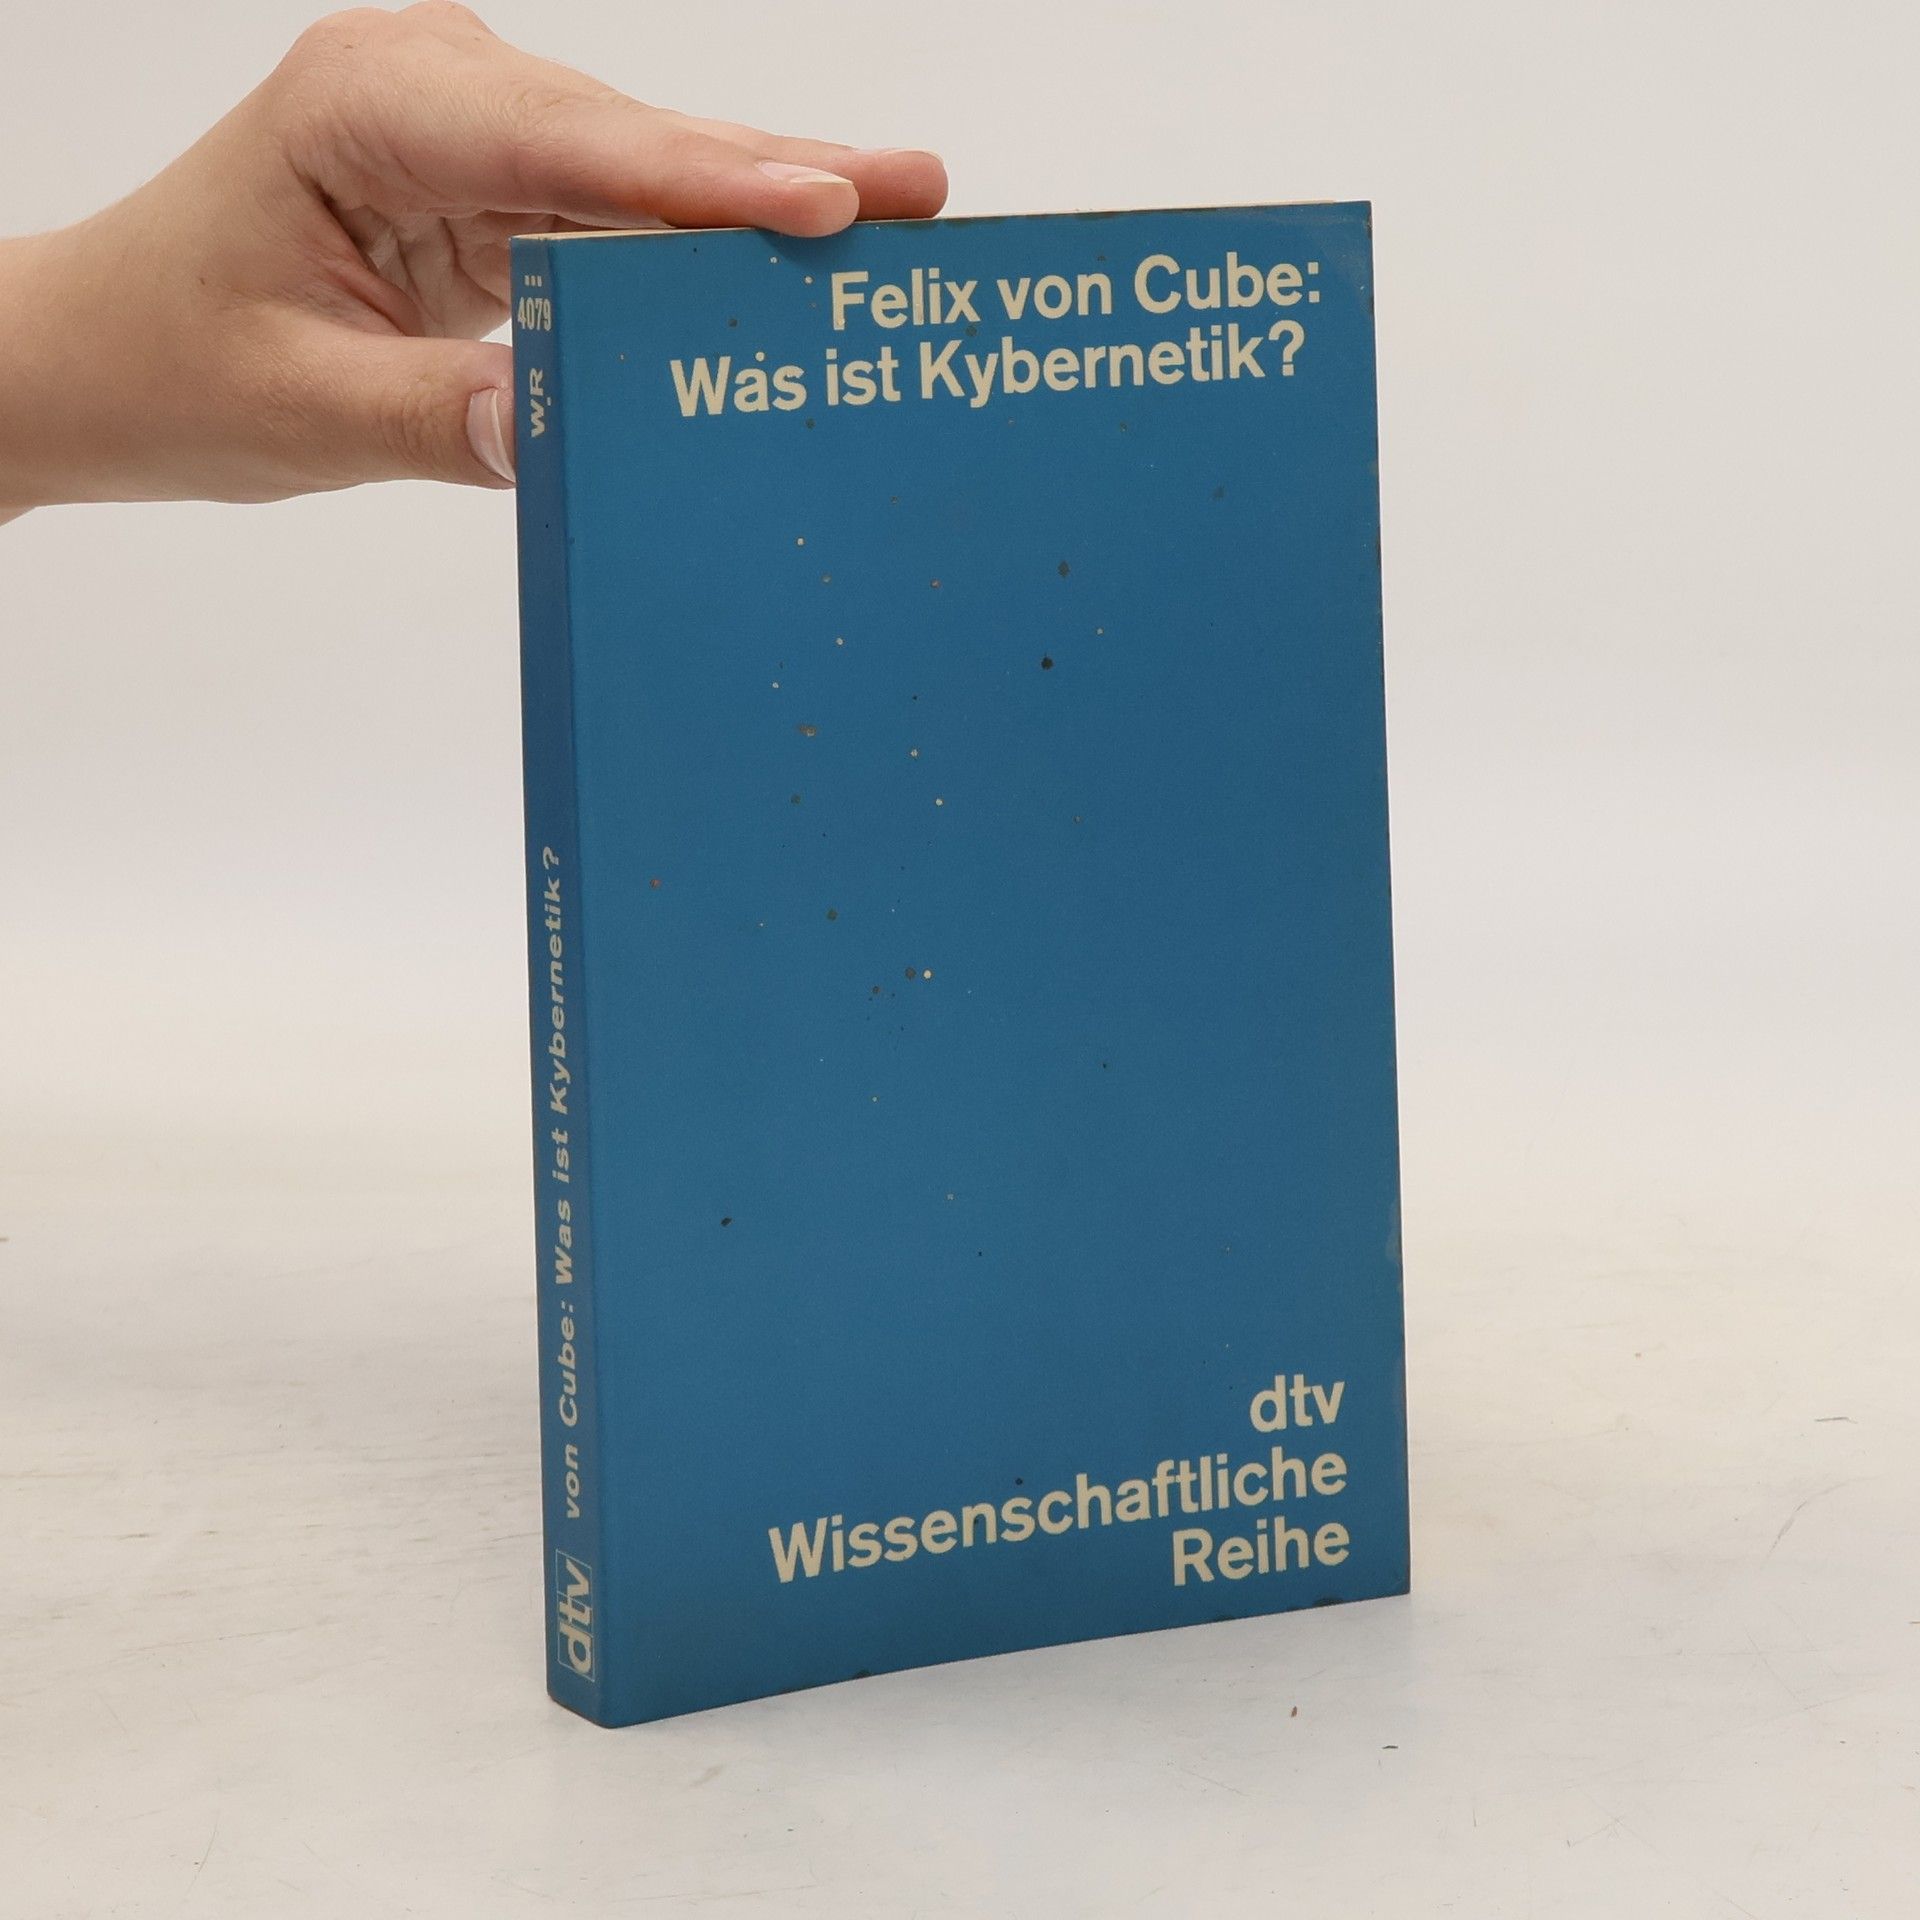 Felix von Cube:
Was ist Kybernetik?
dtv
Wissenschaftliche
Reihe
...
4079
WR
von Cube: Was ist Kybernetik?
dtv